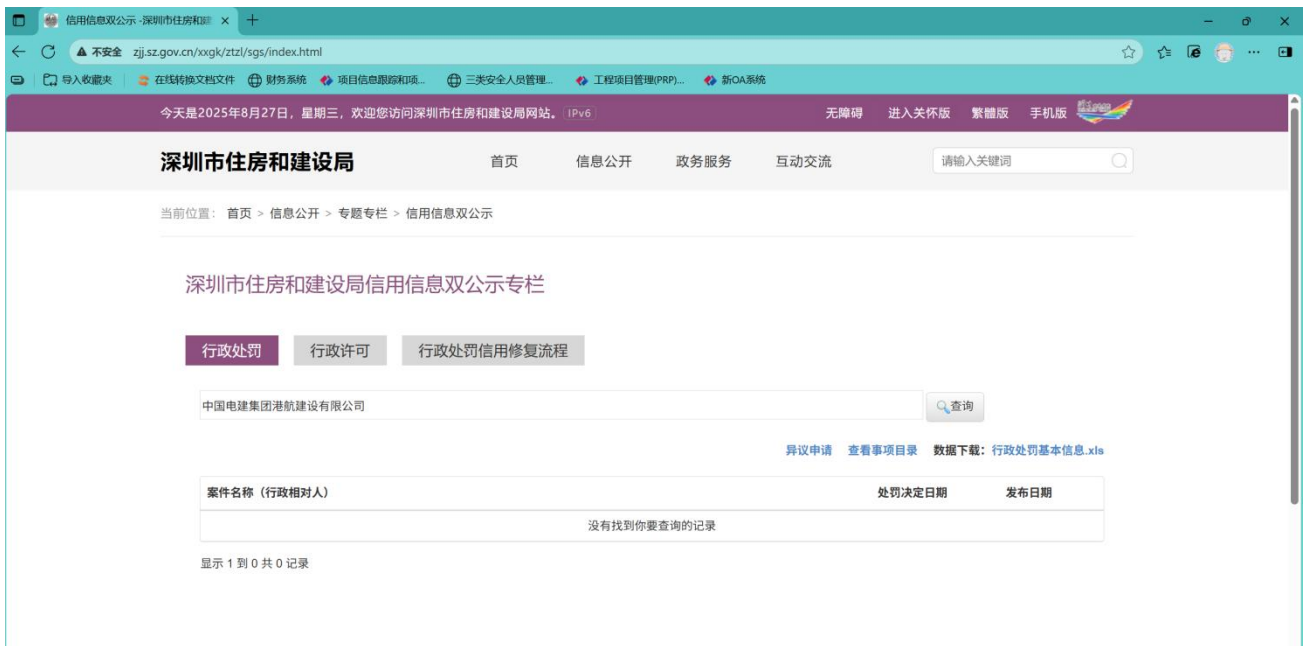 信用信息双公示 -深圳市住房和建
不安全 zjj.sz.gov.cn/xxgk/ztzl/sgs/index.html
导入收藏夹 在线转换文档文件 财务系统 项目信息跟踪和项... 三类安全人员管理... 工程项目管理(PRP)... 新OA系统
今天是2025年8月27日，星期三，欢迎您访问深圳市住房和建设局网站。 IPv6 无障碍 进入关怀版 繁體版 手机版
深圳市住房和建设局 首页 信息公开 政务服务 互动交流 请输入关键词
当前位置： 首页 > 信息公开 > 专题专栏 > 信用信息双公示
深圳市住房和建设局信用信息双公示专栏
行政处罚 行政许可 行政处罚信用修复流程
中国电建集团港航建设有限公司 查询
异议申请 查看事项目录 数据下载：行政处罚基本信息.xls
案件名称（行政相对人） 处罚决定日期 发布日期
没有找到你要查询的记录
显示 1 到 0 共 0 记录